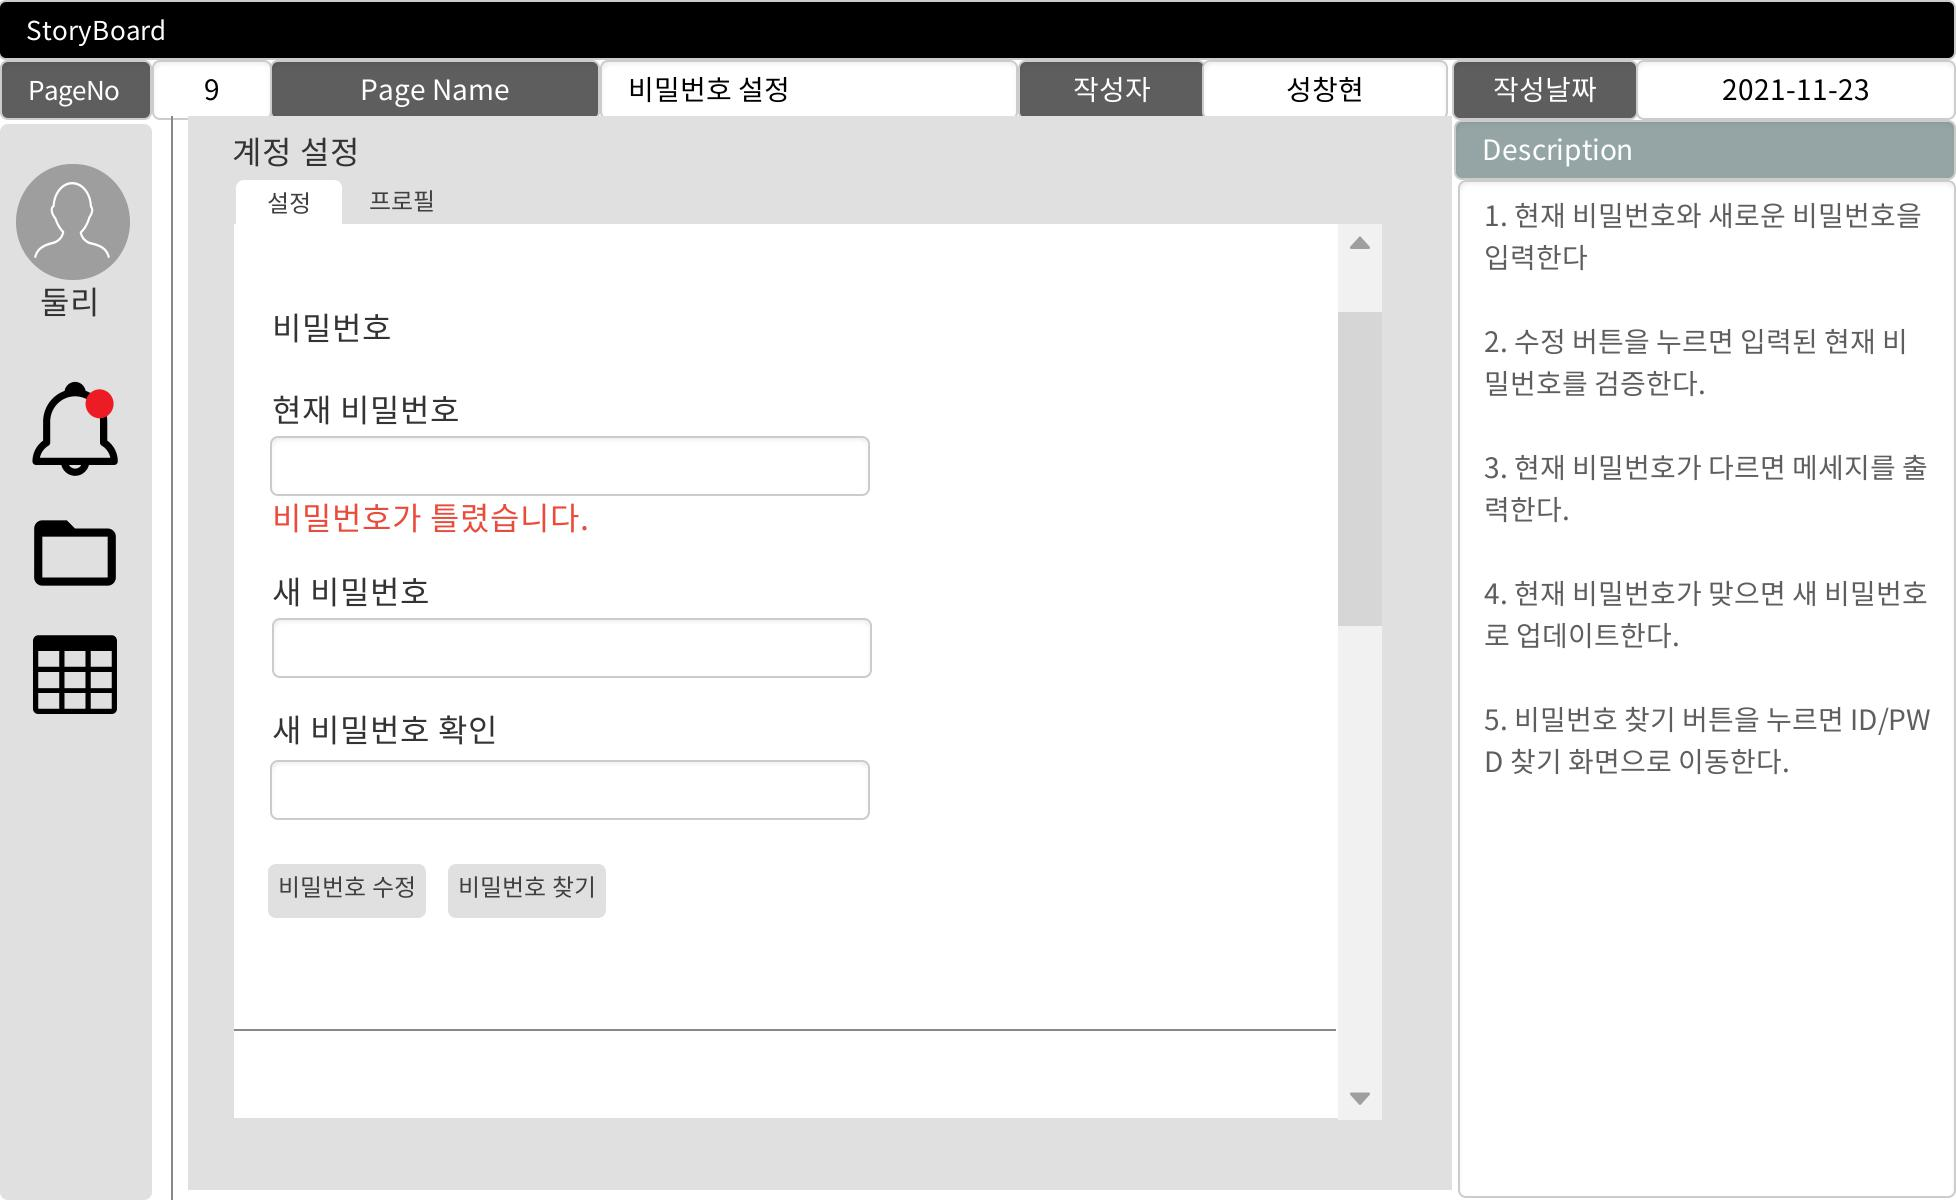 StoryBoard
PageNo
9
Page Name
비밀번호 설정
작성자
성창현
작성날짜
2021-11-23
둘리
계정 설정
설정
프로필
비밀번호
현재 비밀번호
비밀번호가 틀렸습니다.
새 비밀번호
새 비밀번호 확인
비밀번호 수정
비밀번호 찾기
Description
1. 현재 비밀번호와 새로운 비밀번호을
입력한다
2. 수정 버튼을 누르면 입력된 현재 비
밀번호를 검증한다.
3. 현재 비밀번호가 다르면 메세지를 출
력한다.
4. 현재 비밀번호가 맞으면 새 비밀번호
로 업데이트한다.
5. 비밀번호 찾기 버튼을 누르면 ID/PW
D 찾기 화면으로 이동한다.